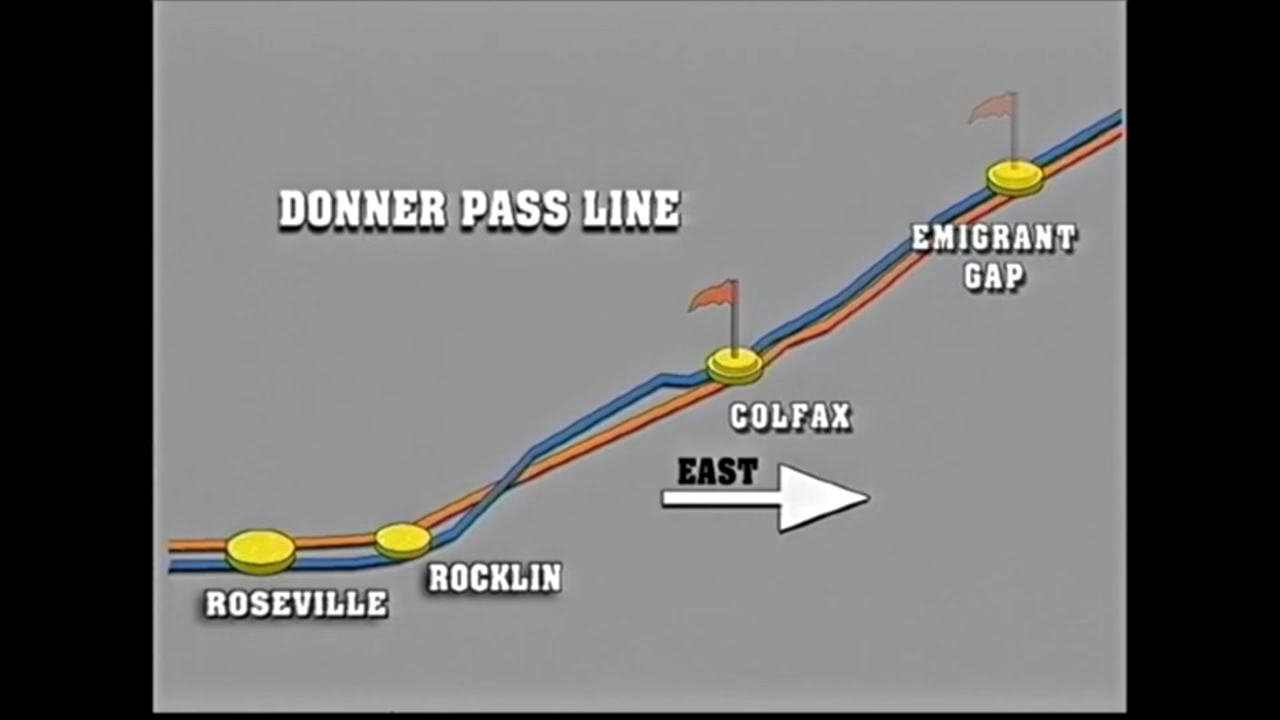 DONNER PASS LINE
EMIGRANT
GAP
COLFAX
EAST
ROCKLIN
ROSEVILLE